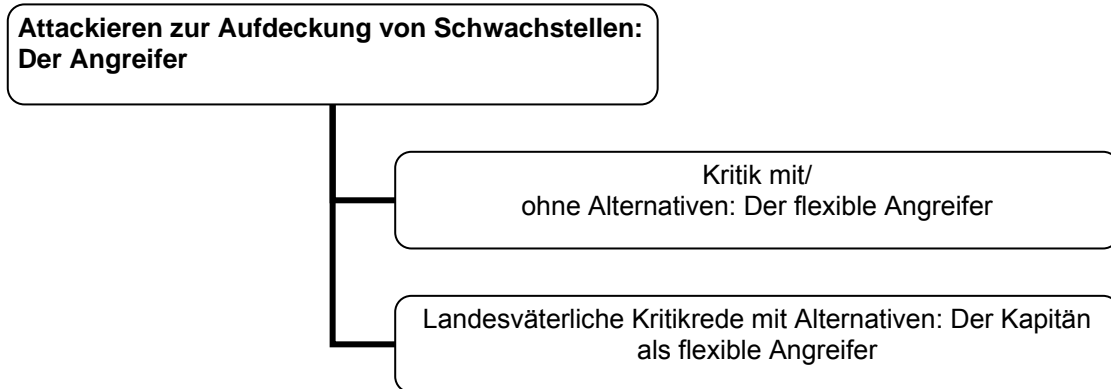 Attackieren zur Aufdeckung von Schwachstellen:
Der Angreifer
Kritik mit/
ohne Alternativen: Der flexible Angreifer
Landesväterliche Kritikrede mit Alternativen: Der Kapitän
als flexible Angreifer